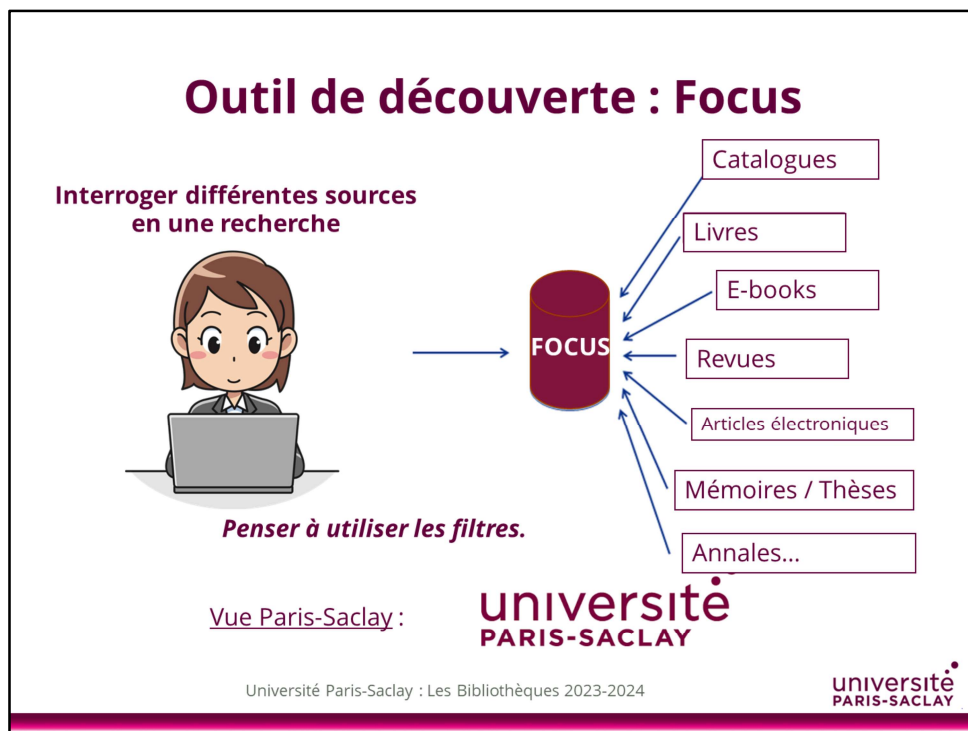 Outil de découverte : Focus
Interroger différentes sources
en une recherche
FOCUS
Catalogues
Livres
E-books
Revues
Articles électroniques
Mémoires / Thèses
Annales...
Penser à utiliser les filtres.
Vue Paris-Saclay :
université
PARIS-SACLAY
Université Paris-Saclay : Les Bibliothèques 2023-2024
université
PARIS-SACLAY